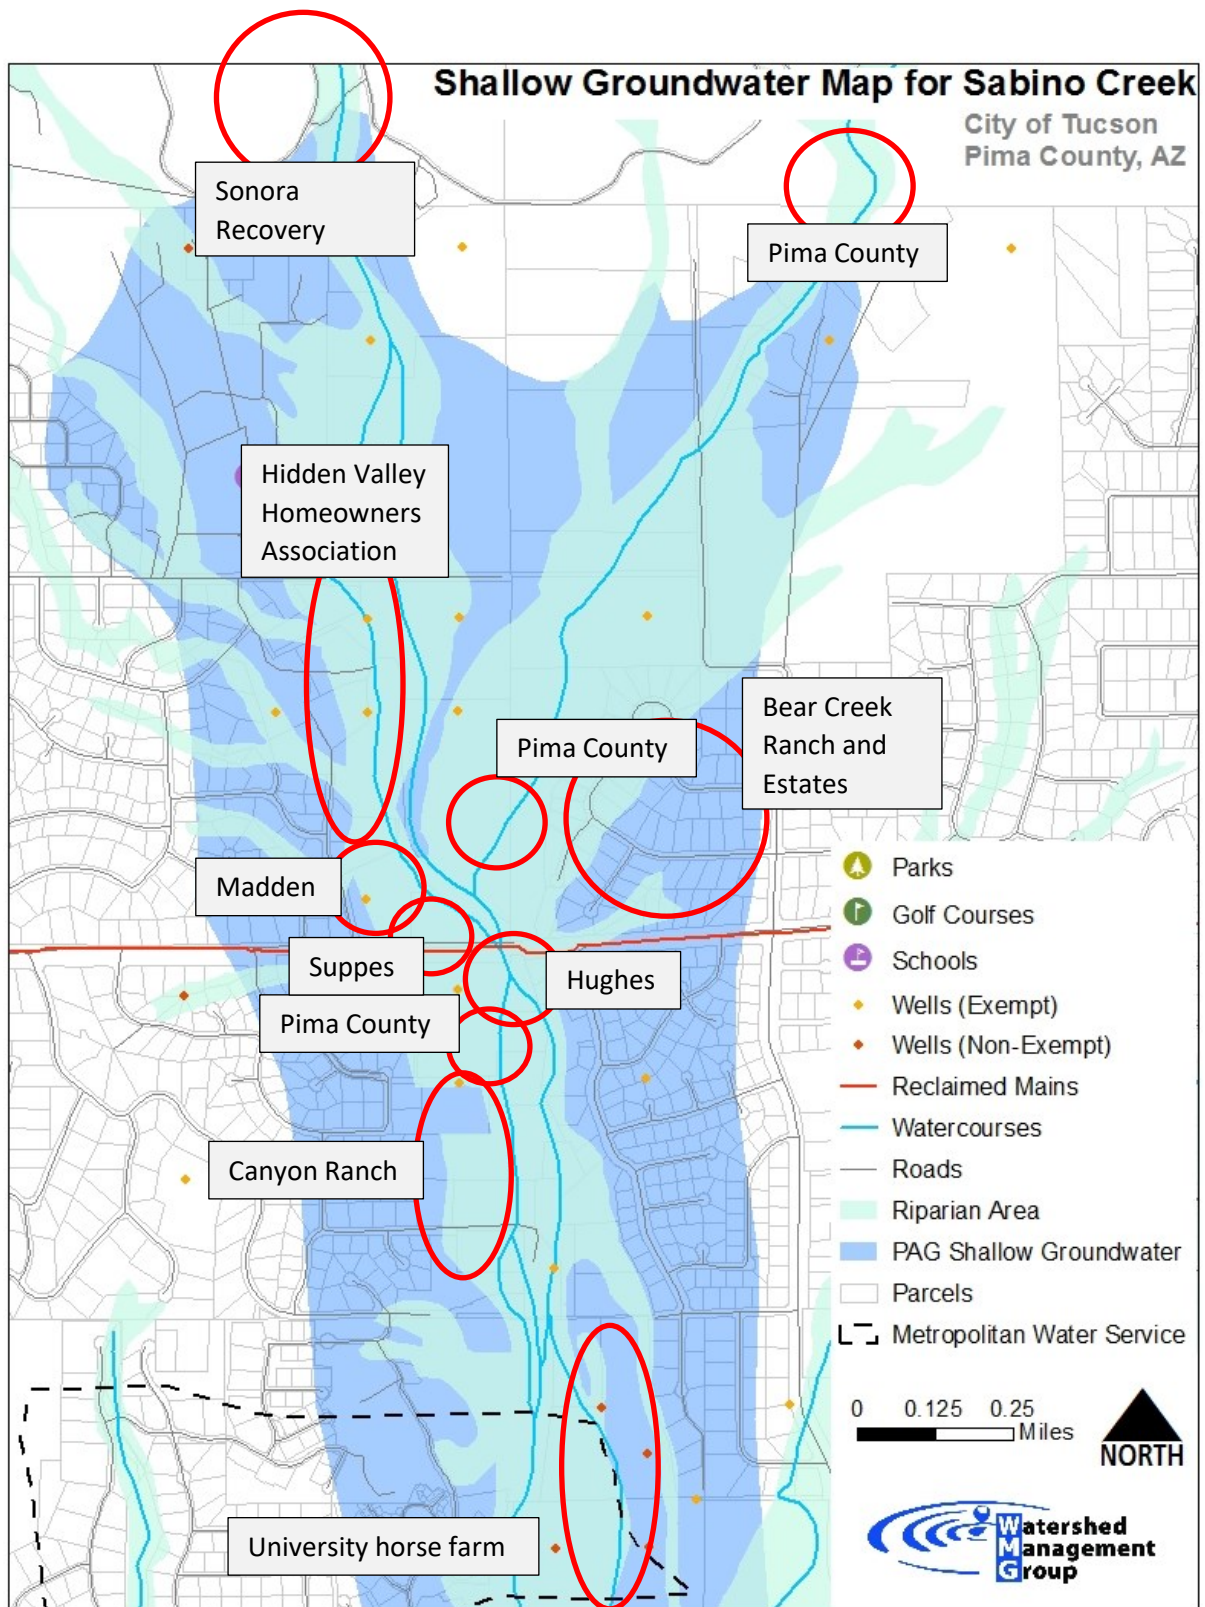 Shallow Groundwater Map for Sabino Creek
City of Tucson
Pima County, AZ
Sonora
Recovery
Pima County
Hidden Valley
Homeowners
Association
Bear Creek
Ranch and
Estates
Pima County
Madden
Suppes
Hughes
Pima County
Canyon Ranch
University horse farm
Parks
Golf Courses
Schools
Wells (Exempt)
Wells (Non-Exempt)
Reclaimed Mains
Watercourses
Roads
Riparian Area
PAG Shallow Groundwater
Parcels
Metropolitan Water Service
0 0.125 0.25
Miles
NORTH
Watershed
Management
Group